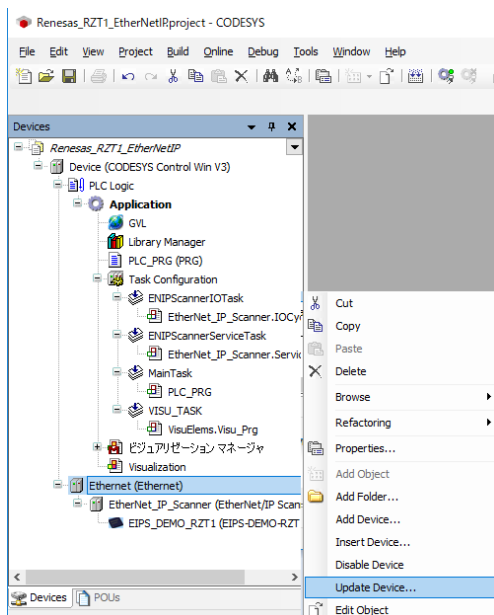 Renesas_RZT1_EtherNetIP.project - CODESYS
File Edit View Project Build Online Debug Tools Window Help
Devices
Renesas_RZT1_EtherNetIP
Device (CODESYS Control Win V3)
PLC Logic
Application
GVL
Library Manager
PLC_PRG (PRG)
Task Configuration
ENIPScannerIOTask
EtherNet_IP_Scanner.IOCy
ENIPScannerServiceTask
EtherNet_IP_Scanner.Servic
MainTask
PLC_PRG
VISU_TASK
VisuElems.Visu_Prg
ビジュアリゼーション マネージャ
Visualization
Ethernet (Ethernet)
EtherNet_IP_Scanner (EtherNet/IP Scan
EIPS_DEMO_RZT1 (EIPS-DEMO-RZT
Devices POUs
Cut
Copy
Paste
Delete
Browse
Refactoring
Properties...
Add Object
Add Folder...
Add Device...
Insert Device...
Disable Device
Update Device...
Edit Object